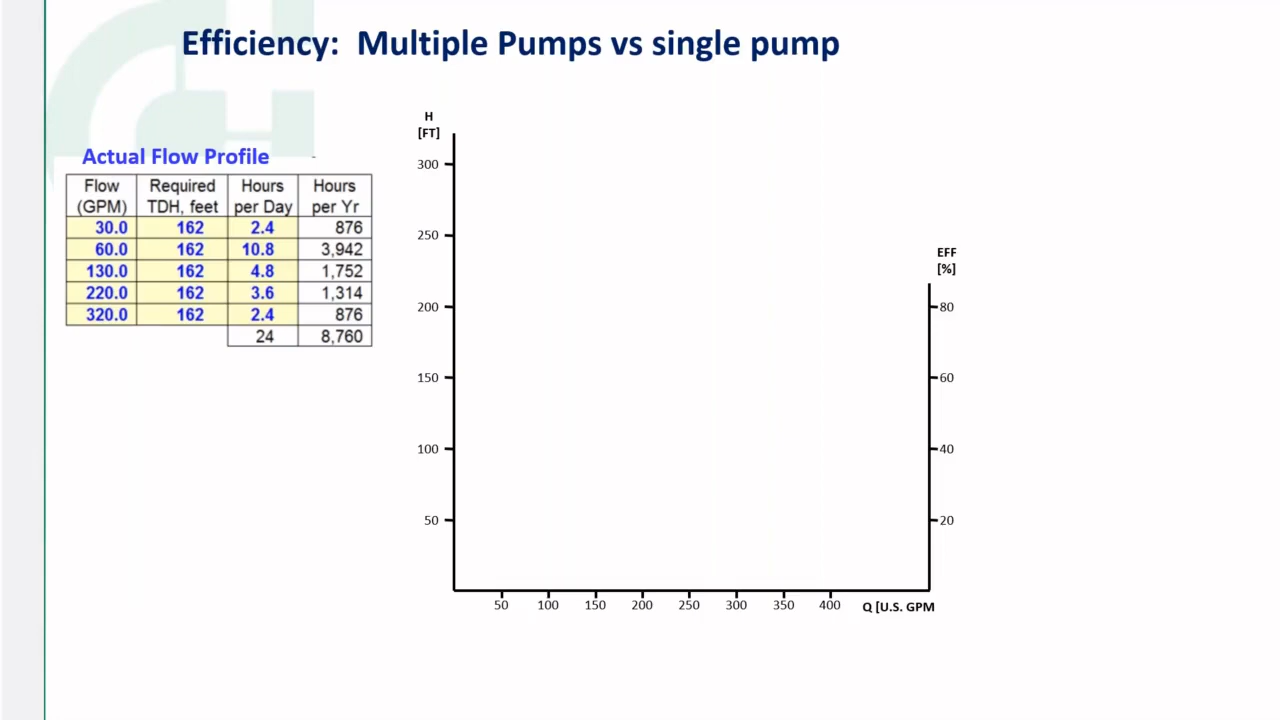 Efficiency: Multiple Pumps vs single pump
Actual Flow Profile
Flow (GPM) Required TDH, feet Hours per Day Hours per Yr
30.0 162 2.4 876
60.0 162 10.8 3,942
130.0 162 4.8 1,752
220.0 162 3.6 1,314
320.0 162 2.4 876
24 8,760
H
[FT]
300
250
200
150
100
50
EFF
[%]
80
60
40
20
50 100 150 200 250 300 350 400 Q [U.S. GPM